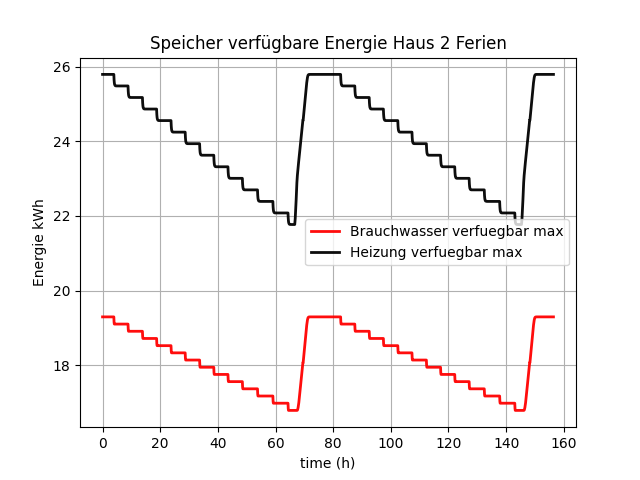 Speicher verfügbare Energie Haus 2 Ferien
Energie kWh
26
24
22
20
18
Brauchwasser verfuegbar max
Heizung verfuegbar max
0 20 40 60 80 100 120 140 160
time (h)